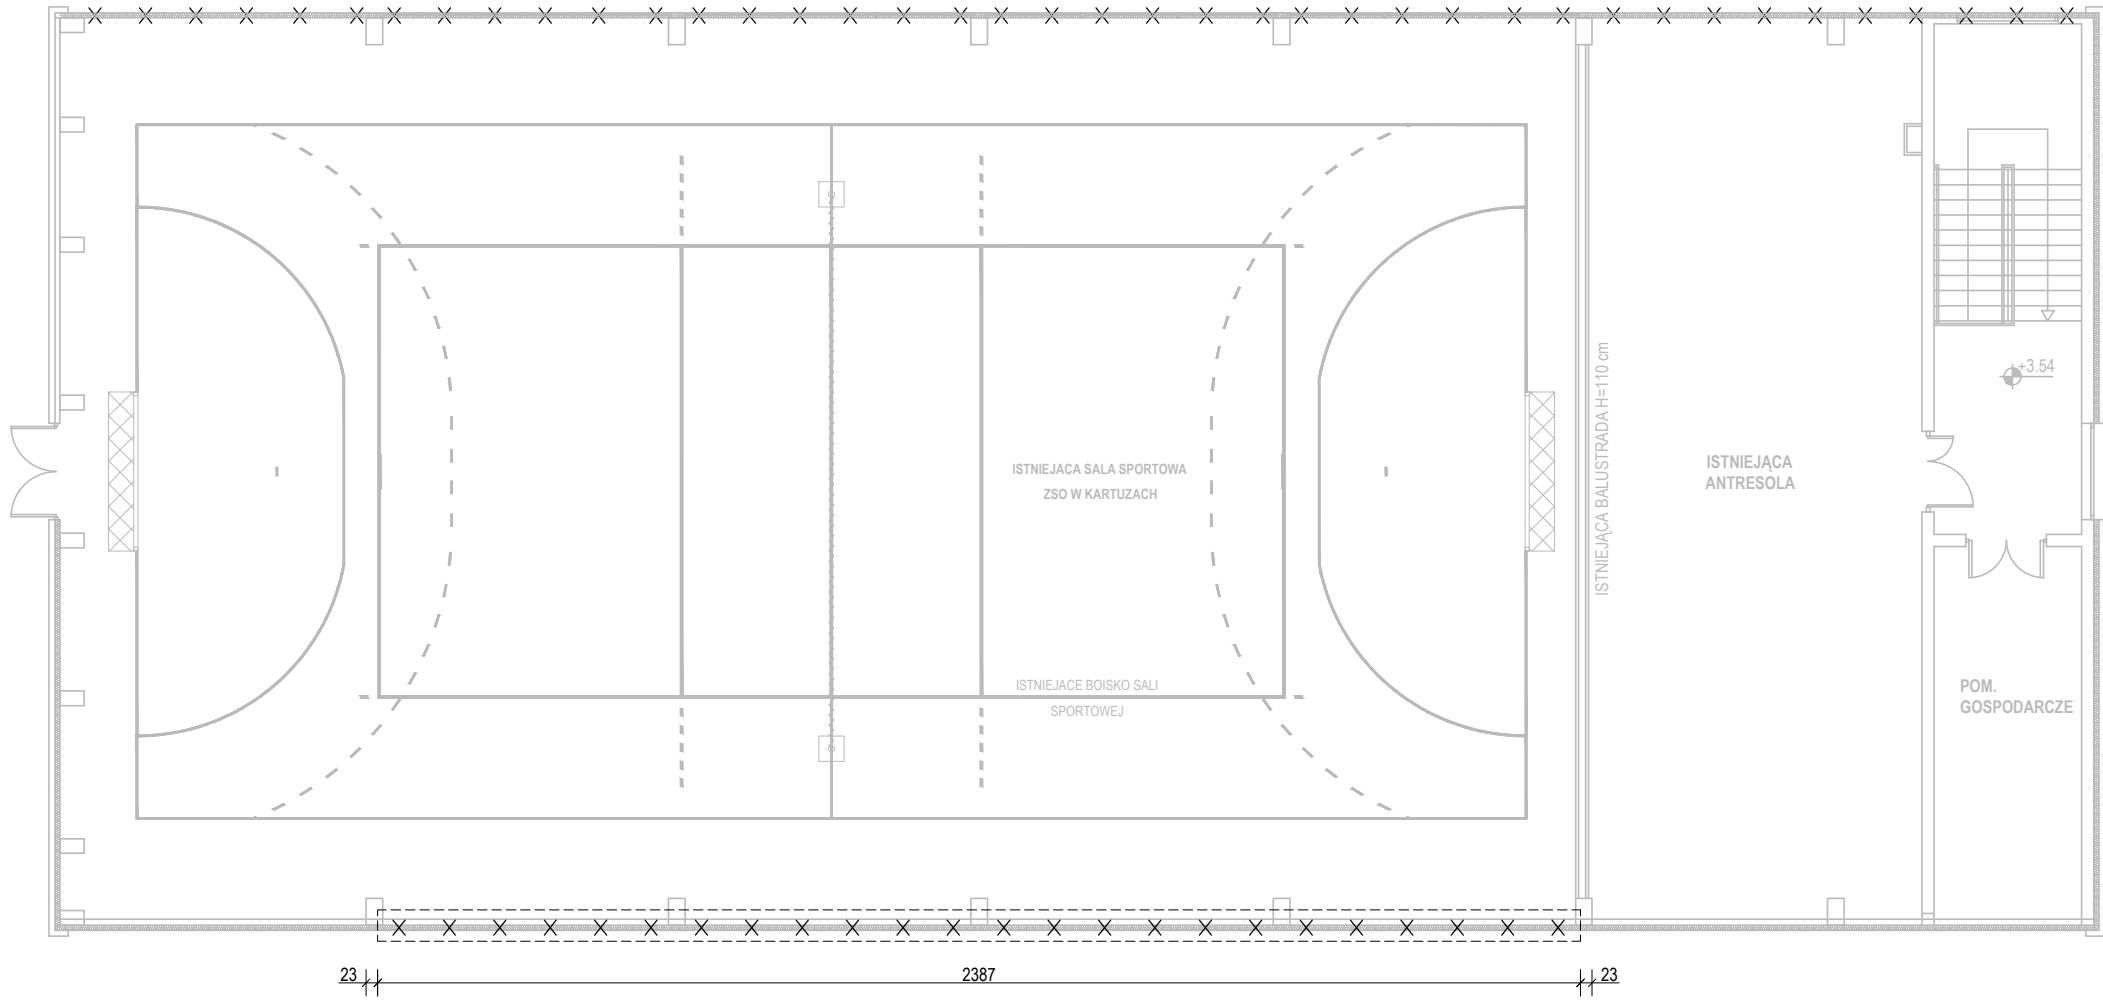 +3.54
ISTNIEJĄCA BALUSTRADA H=110 cm
ISTNIEJACA SALA SPORTOWA
ZSO W KARTUZACH
ISTNIEJĄCA
ANTRESOLA
ISTNIEJACE BOISKO SALI
SPORTOWEJ
POM.
GOSPODARCZE
23
2387
23